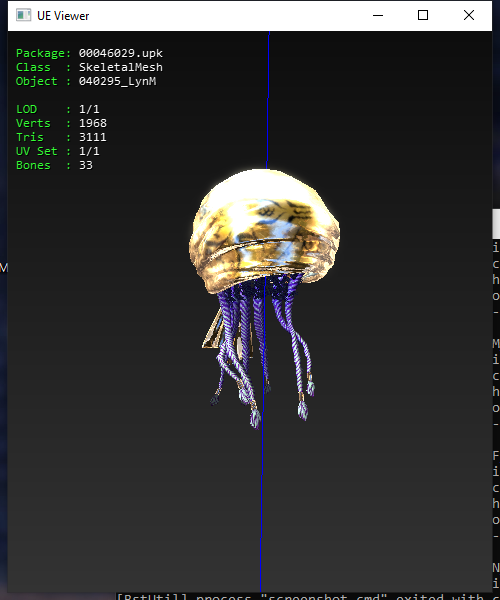 UE Viewer
Package: 00046029.upk
Class : SkeletalMesh
Object : 040295_LynM
LOD : 1/1
Verts : 1968
Tris : 3111
UV Set : 1/1
Bones : 33
M
i
c
h
o
-
M
i
c
h
o
-
F
i
c
h
o
-
N
i
[BstUtil] process "screenshot.cmd" exited with c